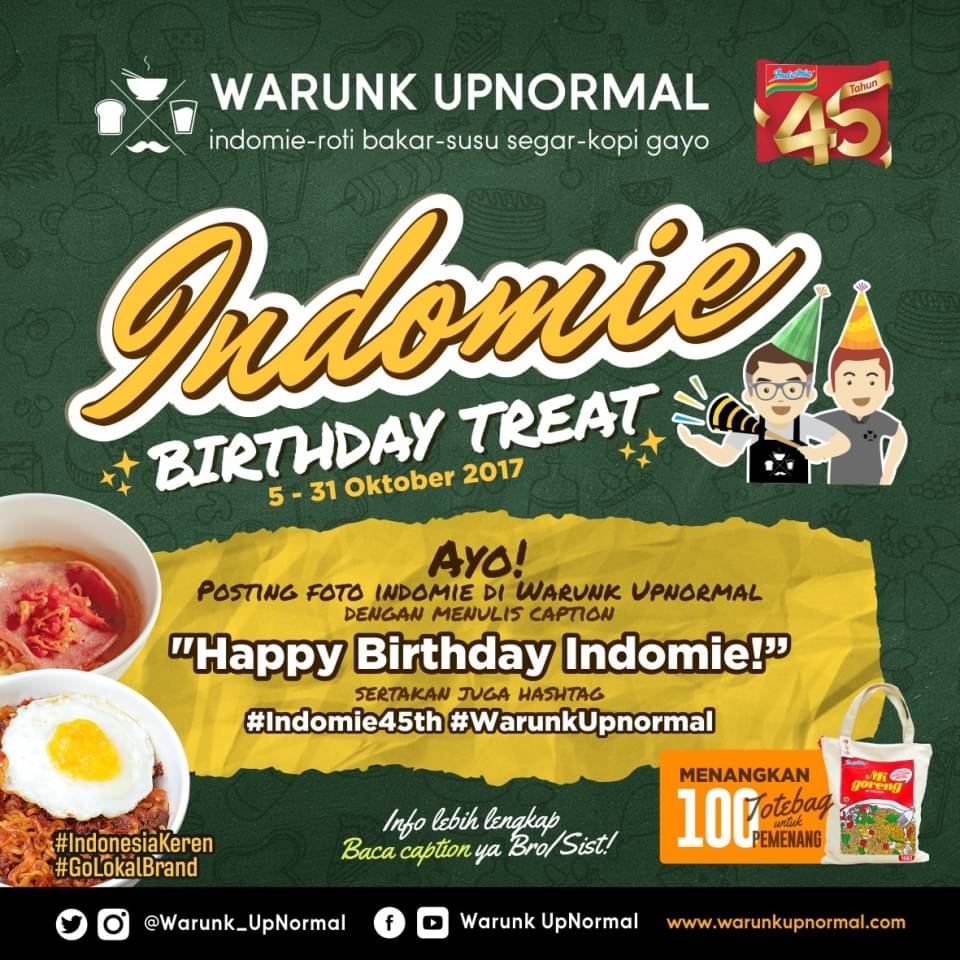 WARUNK UPNORMAL
indomie-roti bakar-susu segar-kopi gayo
Indomie
45 Tahun
Indomie
BIRTHDAY TREAT
5 - 31 Oktober 2017
AYO!
POSTING FOTO INDOMIE DI WARUNK UPNORMAL
DENGAN MENULIS CAPTION
"Happy Birthday Indomie!”
SERTAKAN JUGA HASHTAG
#Indomie45th #WarunkUpnormal
MENANGKAN
100 Totebag
untuk
PEMENANG
Mi
goreng
Info lebih lengkap
Baca caption ya Bro/Sist!
#IndonesiaKeren
#GoLokalBrand
@Warunk_UpNormal
Warunk UpNormal
www.warunkupnormal.com